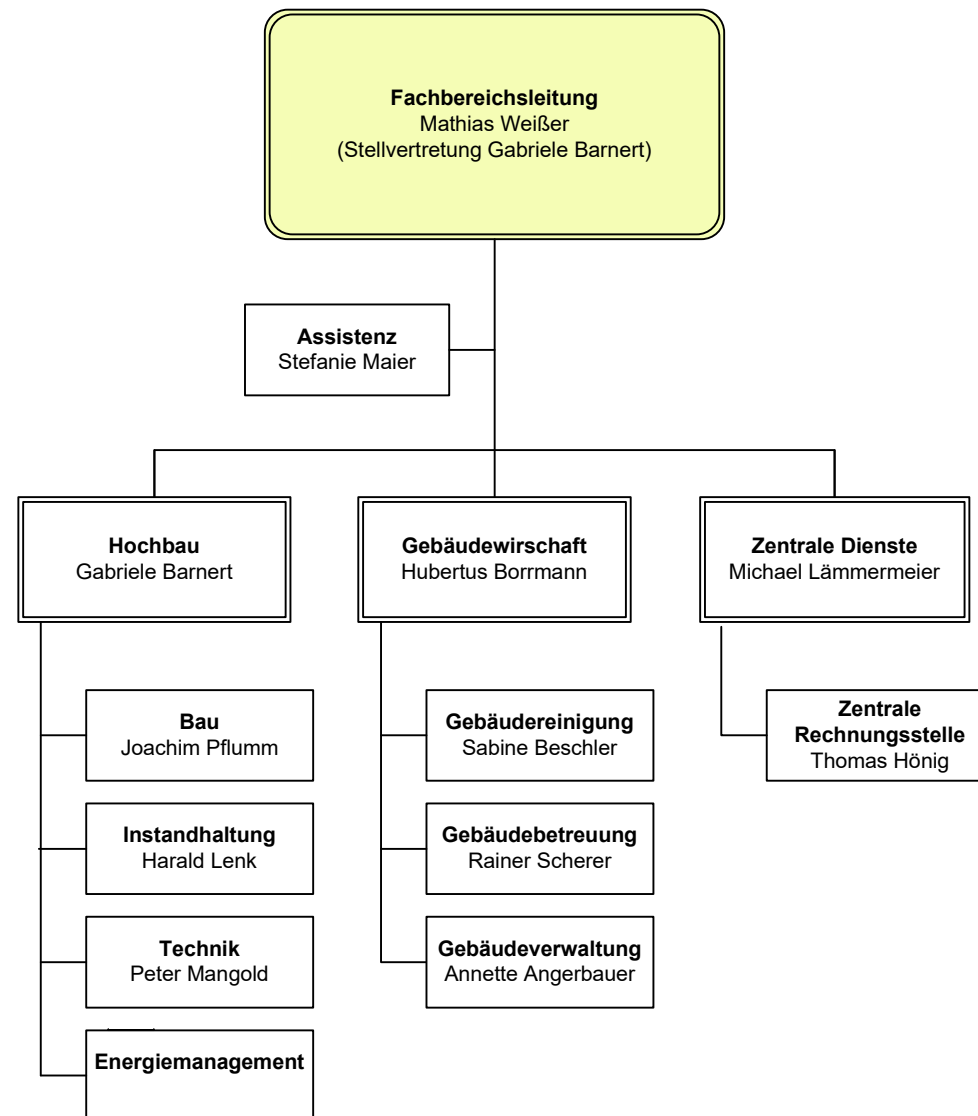 Fachbereichsleitung
Mathias Weißer
(Stellvertretung Gabriele Barnert)
Assistenz
Stefanie Maier
Hochbau
Gabriele Barnert
Gebäudewirschaft
Hubertus Borrmann
Zentrale Dienste
Michael Lämmermeier
Bau
Joachim Pflumm
Instandhaltung
Harald Lenk
Technik
Peter Mangold
Energiemanagement
Gebäudereinigung
Sabine Beschler
Gebäudebetreuung
Rainer Scherer
Gebäudeverwaltung
Annette Angerbauer
Zentrale
Rechnungsstelle
Thomas Hönig